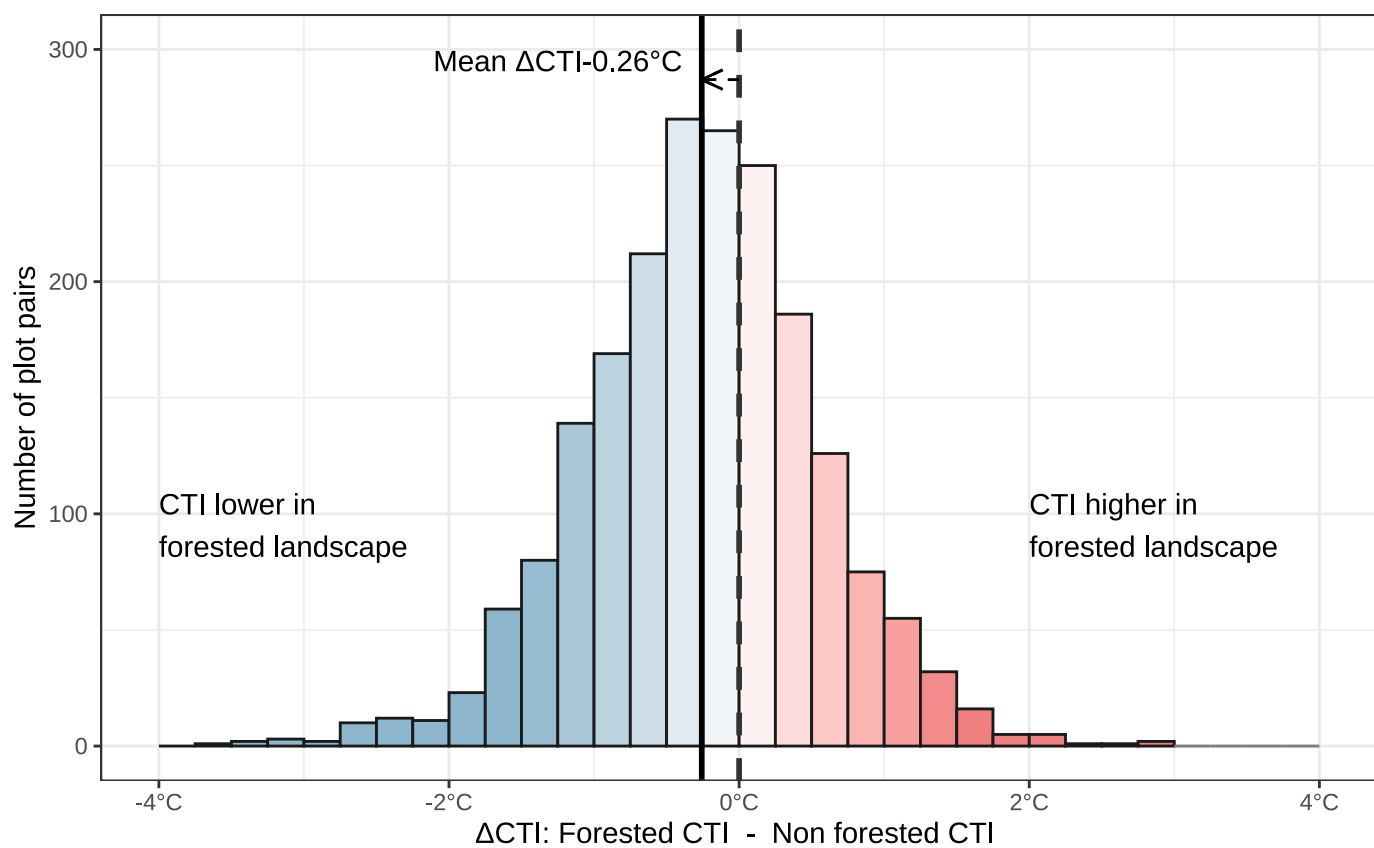 300
Mean ΔCTI-0.26°C
200
Number of plot pairs
CTI lower in
forested landscape
CTI higher in
forested landscape
100
0
-4°C
-2°C
0°C
2°C
4°C
ΔCTI: Forested CTI - Non forested CTI